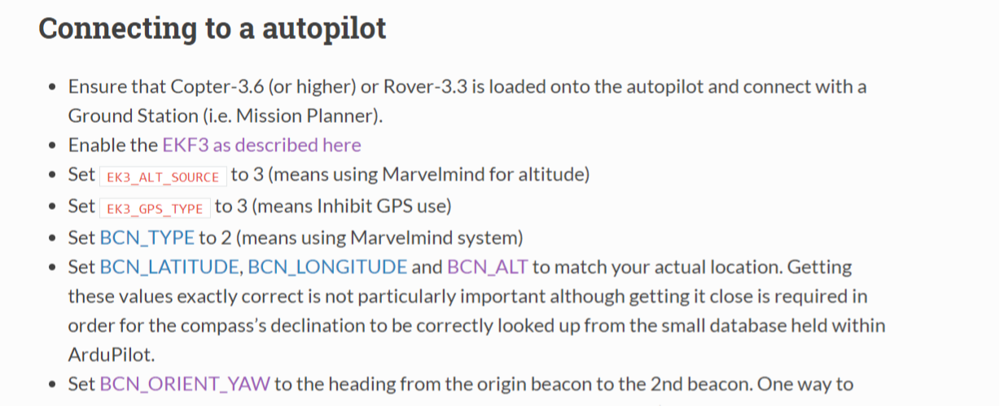 Connecting to a autopilot
• Ensure that Copter-3.6 (or higher) or Rover-3.3 is loaded onto the autopilot and connect with a
Ground Station (i.e. Mission Planner).
• Enable the EKF3 as described here
• Set EK3_ALT_SOURCE to 3 (means using Marvelmind for altitude)
• Set EK3_GPS_TYPE to 3 (means Inhibit GPS use)
• Set BCN_TYPE to 2 (means using Marvelmind system)
• Set BCN_LATITUDE, BCN_LONGITUDE and BCN_ALT to match your actual location. Getting
these values exactly correct is not particularly important although getting it close is required in
order for the compass’s declination to be correctly looked up from the small database held within
ArduPilot.
• Set BCN_ORIENT_YAW to the heading from the origin beacon to the 2nd beacon. One way to